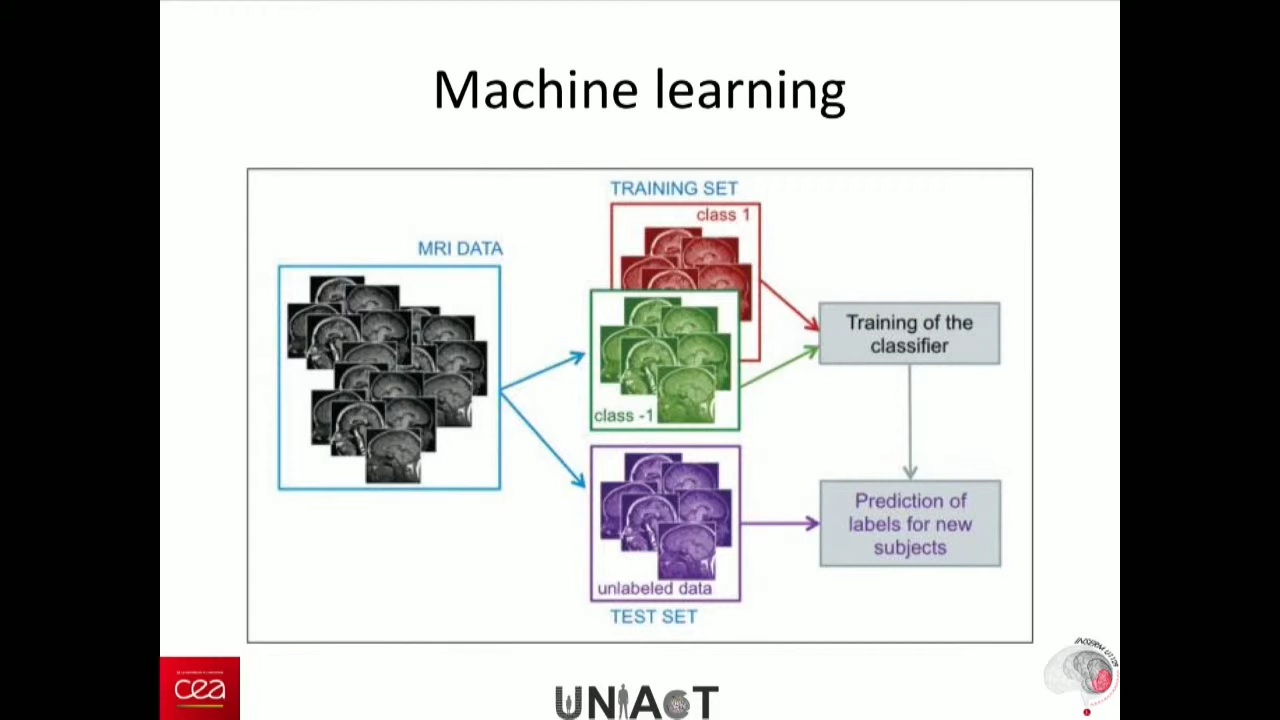 Machine learning
TRAINING SET
class 1
MRI DATA
class -1
Training of the
classifier
Prediction of
labels for new
subjects
unlabeled data
TEST SET
cea
UNIACT